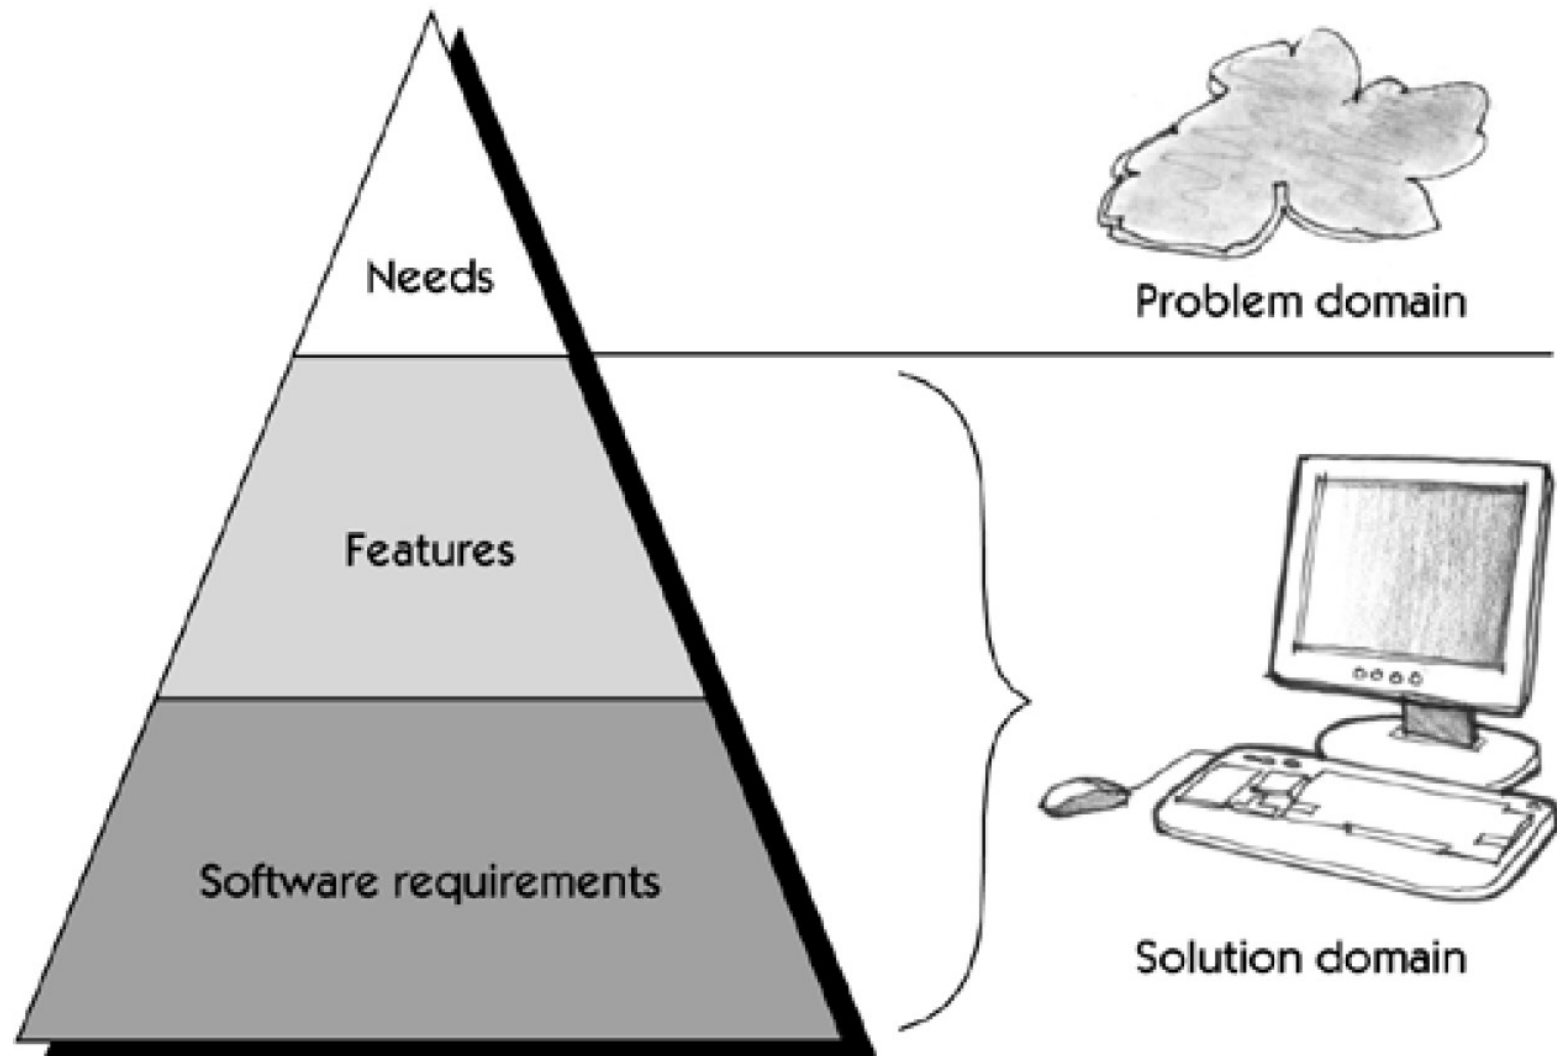 Needs
Problem domain
Features
Software requirements
Solution domain